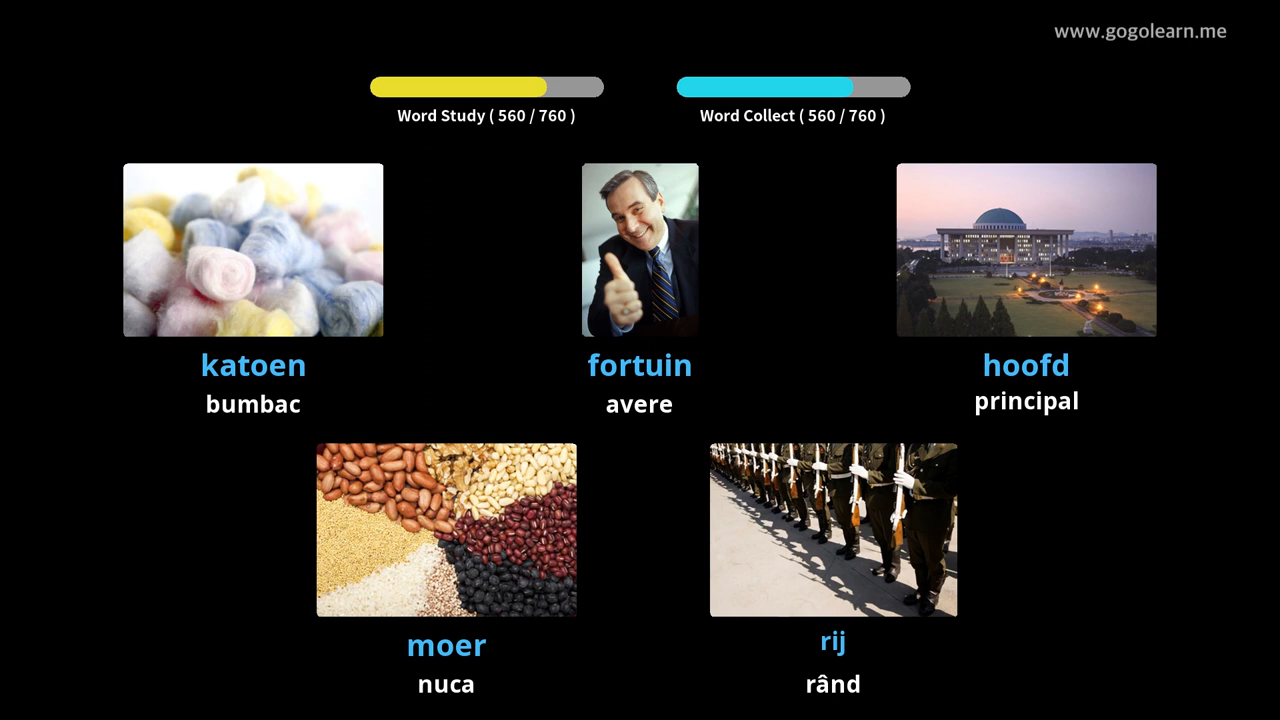 www.gogolearn.me
Word Study ( 560 / 760 )
Word Collect ( 560 / 760 )
katoen
bumbac
fortuin
avere
hoofd
principal
moer
nuca
rij
rând